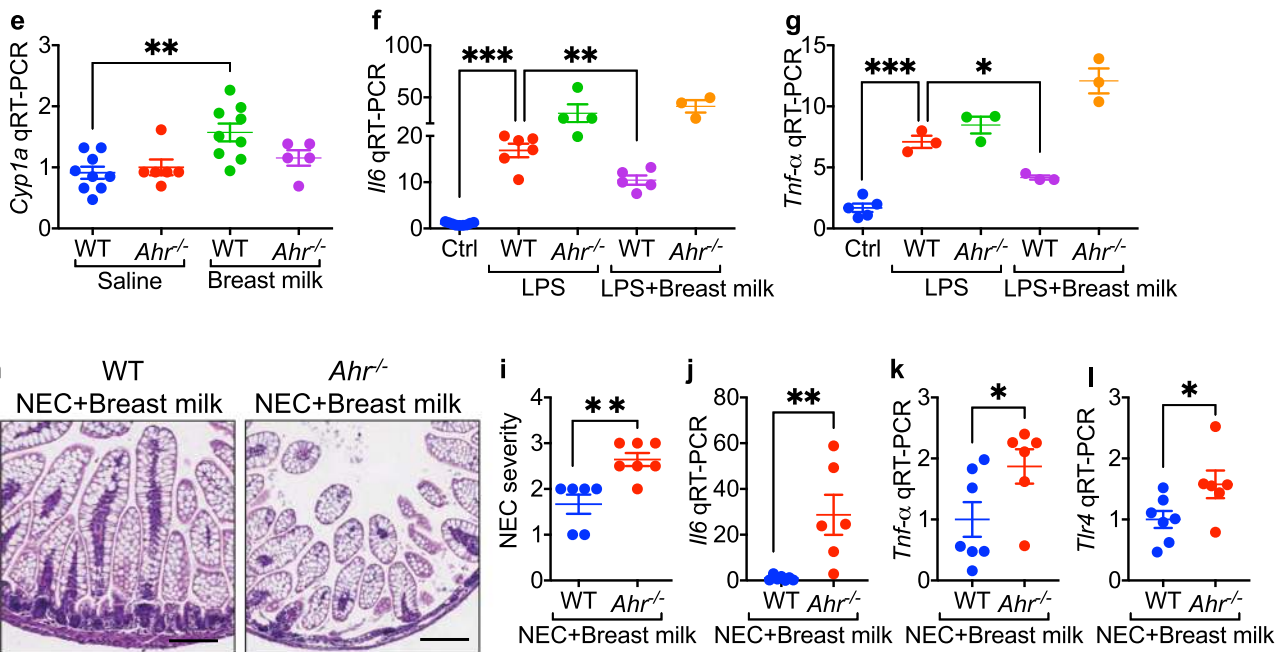 e
Cyp1a qRT-PCR
3
2
1
0
**
WT Ahr-/- WT Ahr-/-
Saline Breast milk
f
Il6 qRT-PCR
100
50
20
10
0
*** **
Ctrl WT Ahr-/- WT Ahr-/-
LPS LPS+Breast milk
g
Tnf-α qRT-PCR
15
10
5
0
*** *
Ctrl WT Ahr-/- WT Ahr-/-
LPS LPS+Breast milk
WT Ahr-/-
NEC+Breast milk NEC+Breast milk
i
NEC severity
4
3
2
1
0
**
WT Ahr-/-
NEC+Breast milk
j
Il6 qRT-PCR
80
60
40
20
0
**
WT Ahr-/-
NEC+Breast milk
k
Tnf-α qRT-PCR
3
2
1
0
*
WT Ahr-/-
NEC+Breast milk
l
Tlr4 qRT-PCR
3
2
1
0
*
WT Ahr-/-
NEC+Breast milk